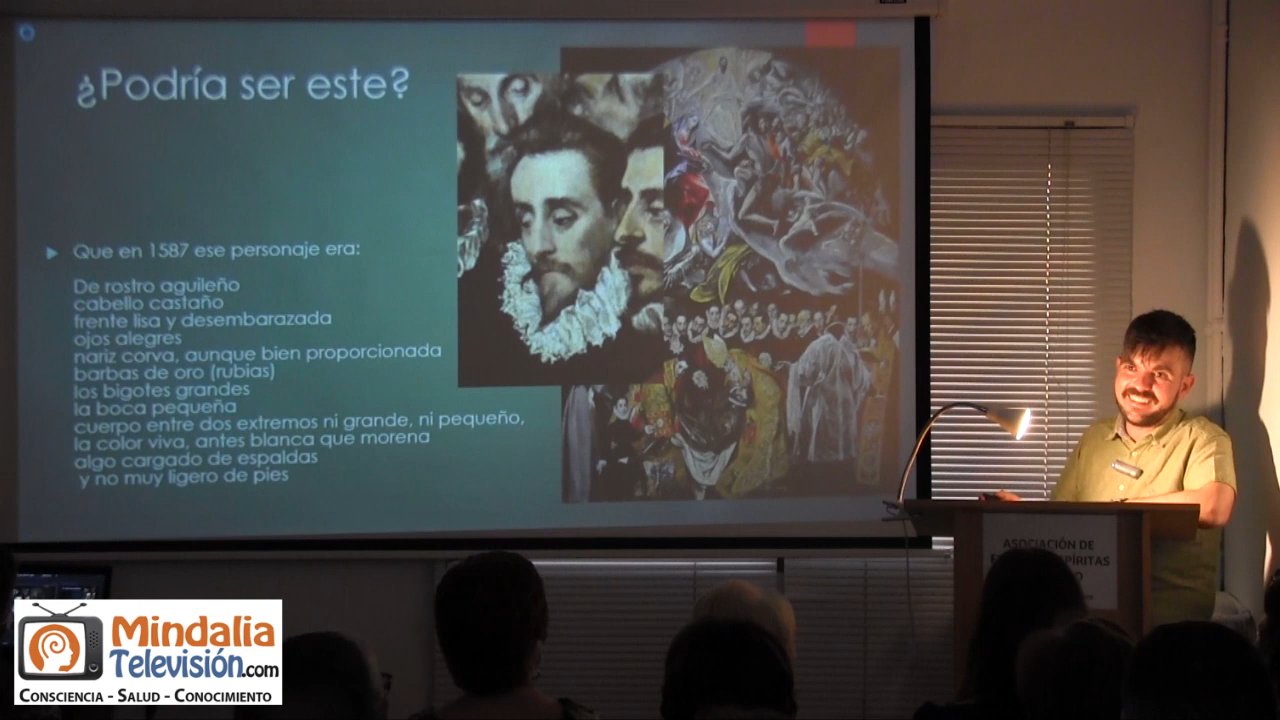 ¿Podría ser este?
Que en 1587 ese personaje era:
De rostro aguileño
cabello castaño
frente lisa y desembarazada
ojos alegres
nariz corva, aunque bien proporcionada
barbas de oro (rubias)
los bigotes grandes
la boca pequeña
cuerpo entre dos extremos ni grande, ni pequeño,
la color viva, antes blanca que morena
algo cargado de espaldas
y no muy ligero de pies
ASOCIACIÓN DE
Mindalia
Televisión.com
CONSCIENCIA - SALUD - CONOCIMIENTO